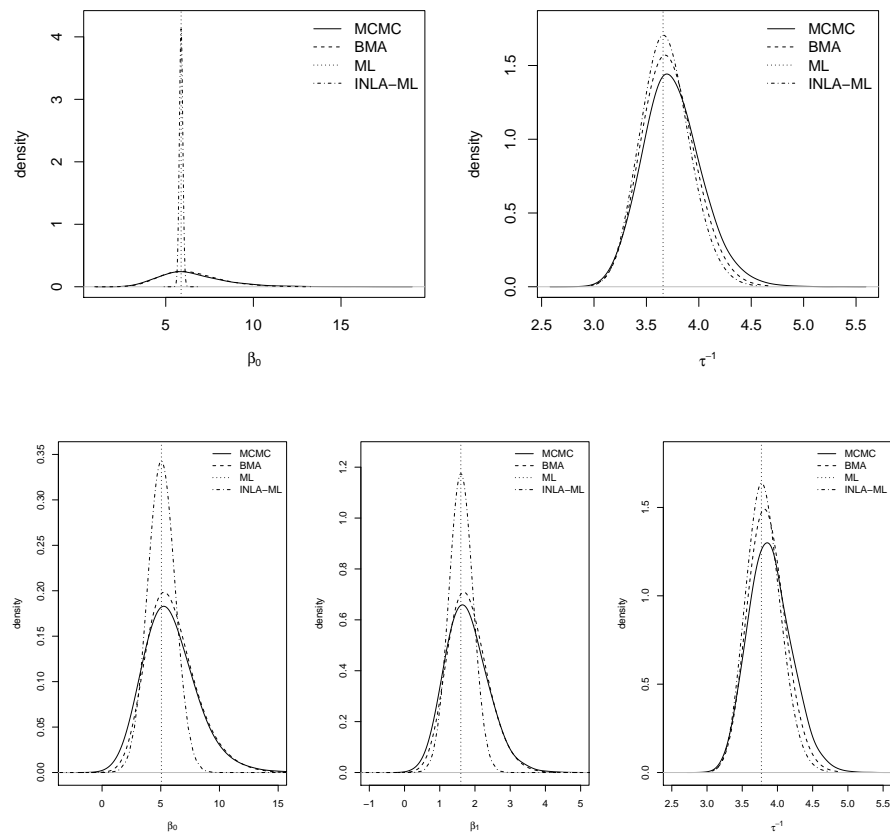 density
0 1 2 3 4
5 10 15
β₀
MCMC
BMA
ML
INLA−ML
density
0.0 0.5 1.0 1.5
2.5 3.0 3.5 4.0 4.5 5.0 5.5
τ⁻¹
MCMC
BMA
ML
INLA−ML
density
0.00 0.05 0.10 0.15 0.20 0.25 0.30 0.35
0 5 10 15
β₀
MCMC
BMA
ML
INLA−ML
density
0.0 0.2 0.4 0.6 0.8 1.0 1.2
−1 0 1 2 3 4 5
β₁
MCMC
BMA
ML
INLA−ML
density
0.0 0.5 1.0 1.5
2.5 3.0 3.5 4.0 4.5 5.0 5.5
τ⁻¹
MCMC
BMA
ML
INLA−ML